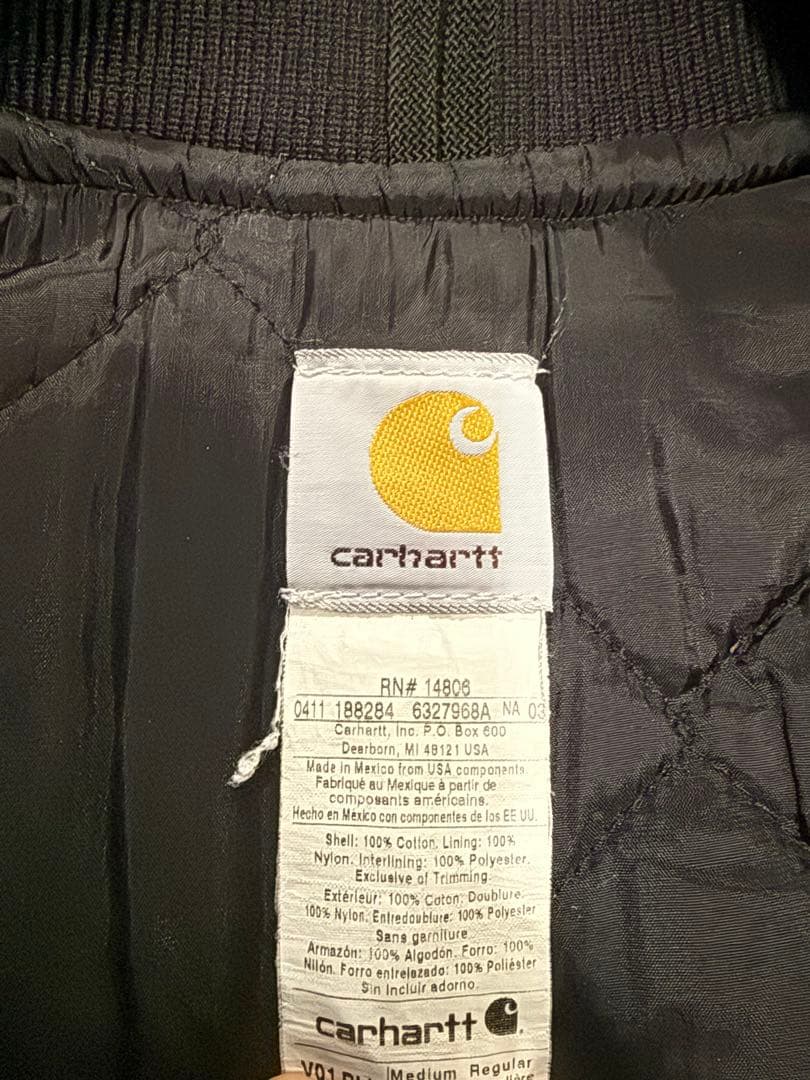 carhartt
RN# 14806
0411 188284 6327968A NA 03
Carhartt, Inc. P.O. Box 600
Dearborn, MI 48121 USA
Made in Mexico from USA components.
Fabriqué au Mexique à partir de
composants américains.
Hecho en México con componentes de los EE UU.
Shell: 100% Cotton. Lining: 100%
Nylon. Interlining: 100% Polyester.
Exclusive of Trimming.
Extérieur: 100% Coton. Doublure:
100% Nylon. Entredoublure: 100% Polyester
Sans garniture
Armazón: 100% Algodón. Forro: 100%
Nilón. Forro entrelazado: 100% Poliéster
Sin Incluir adorno.
carhartt
V01 Medium Regular